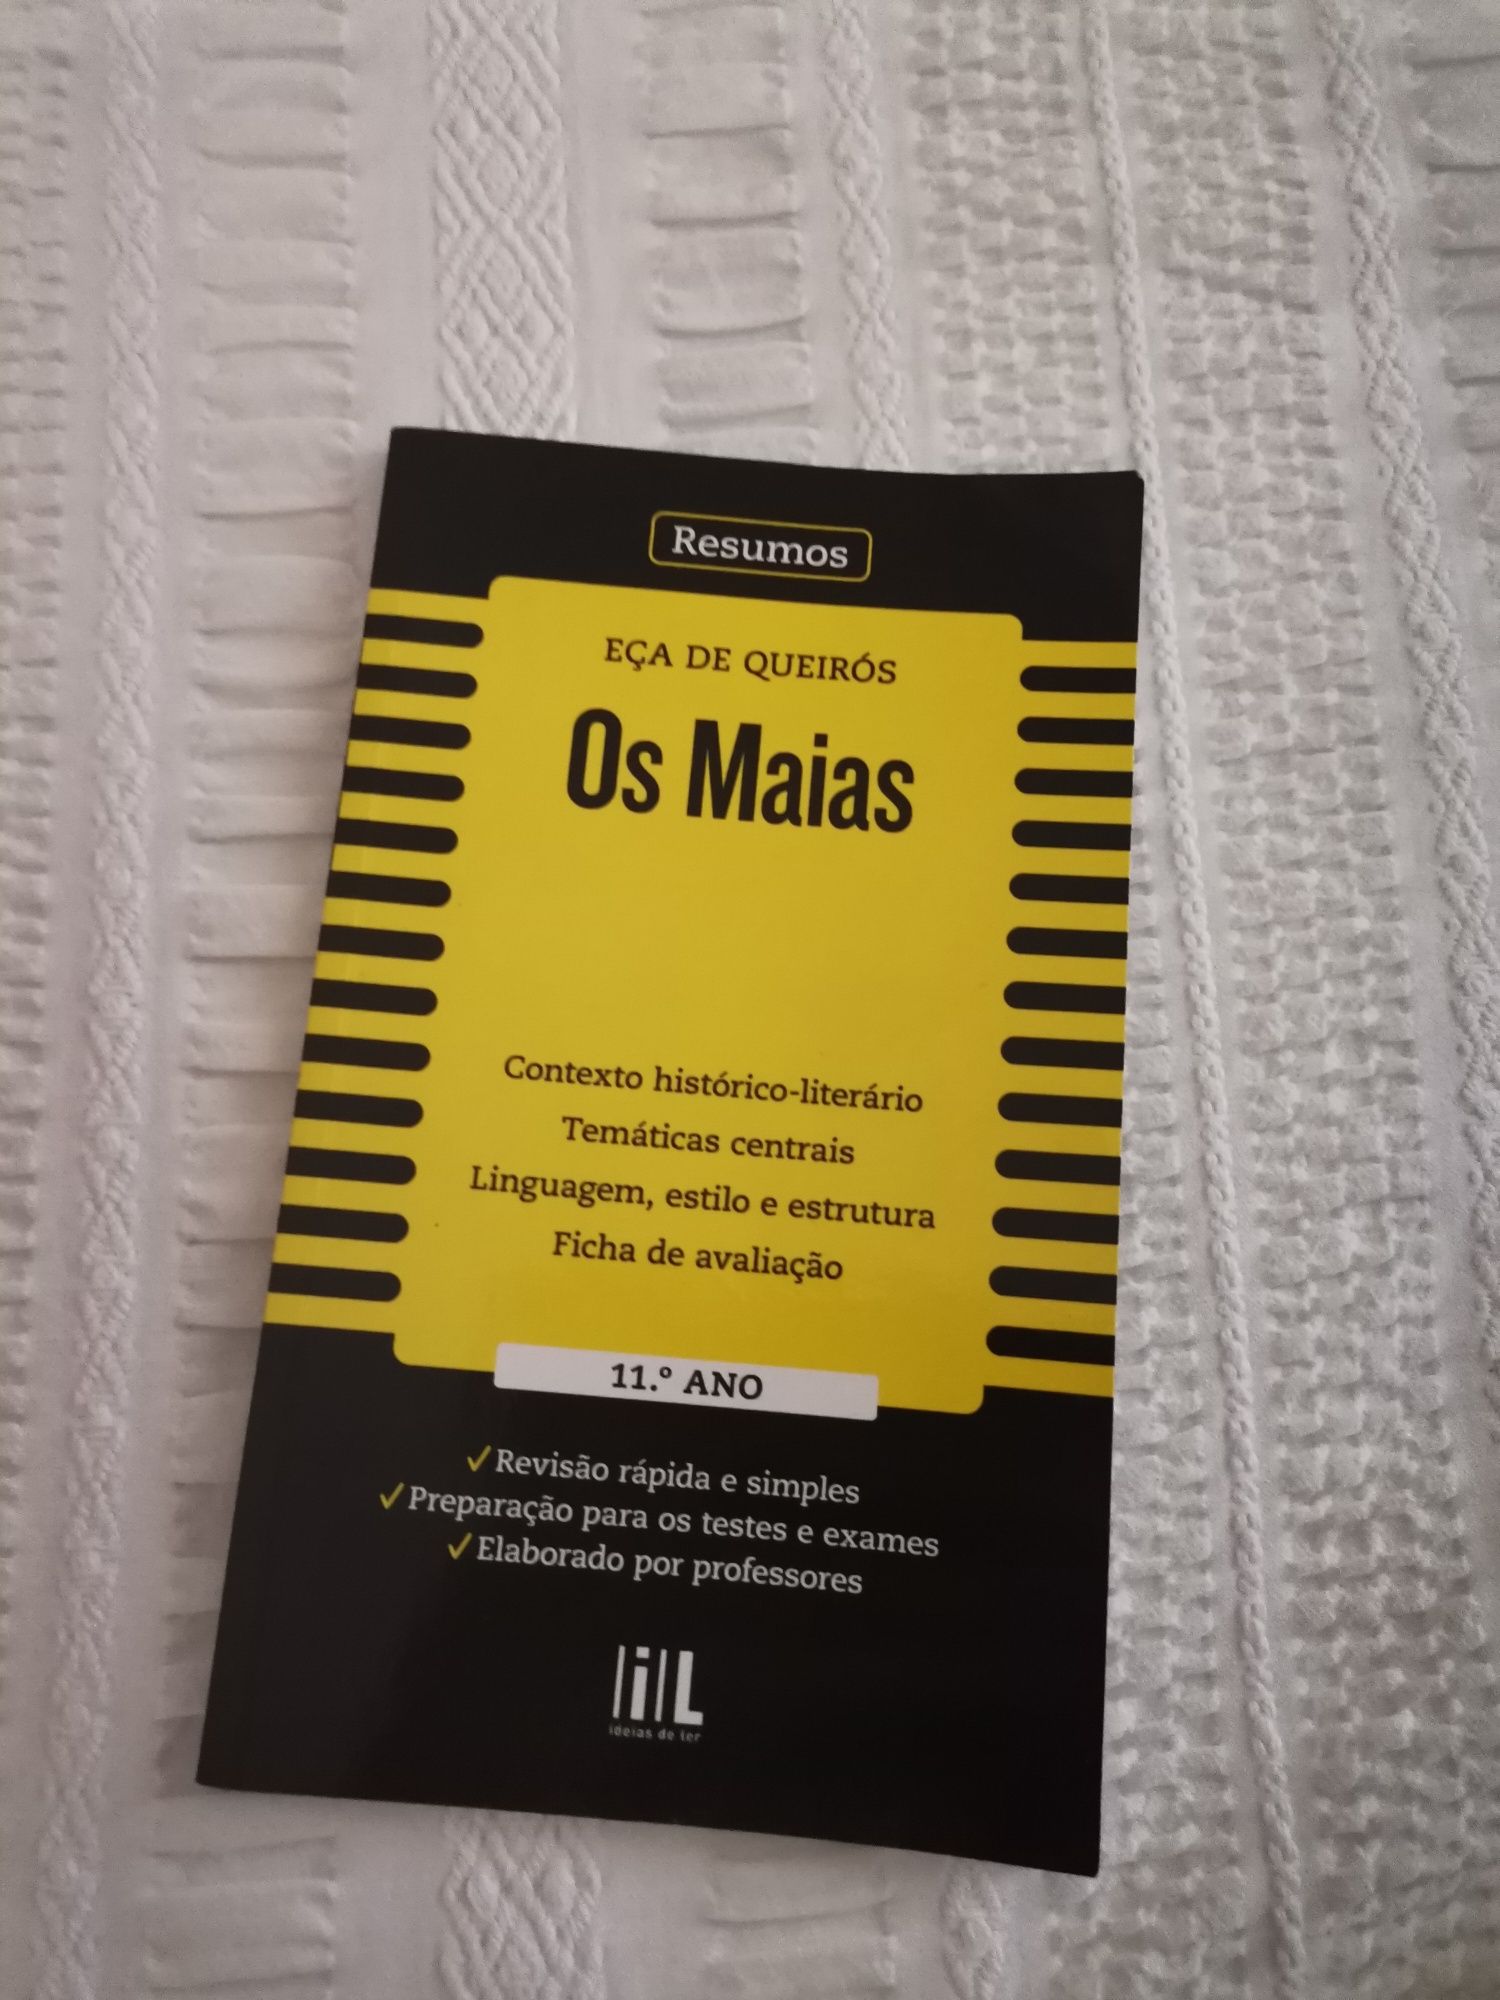 Resumos
EÇA DE QUEIRÓS
Os Maias
Contexto histórico-literário
Temáticas centrais
Linguagem, estilo e estrutura
Ficha de avaliação
11.º ANO
✓Revisão rápida e simples
✓Preparação para os testes e exames
✓Elaborado por professores
iL
ideias de ler